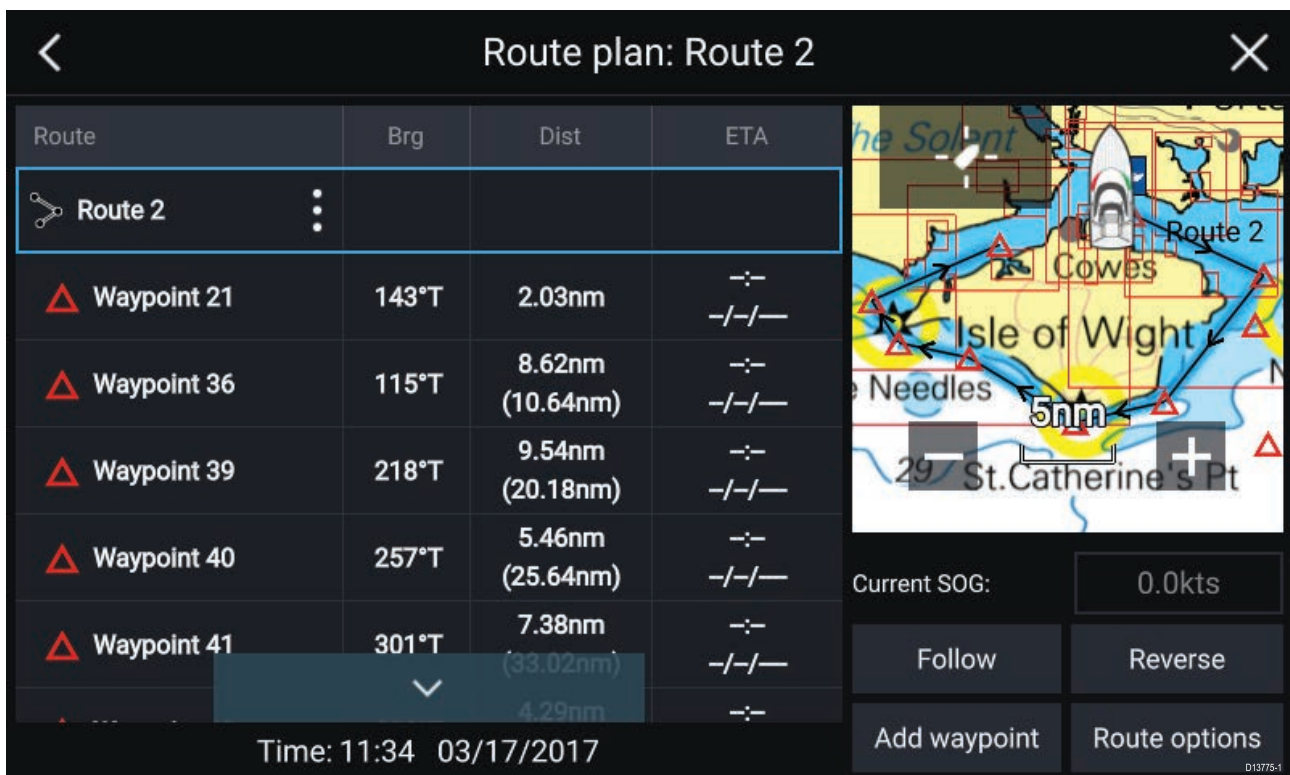 Route plan: Route 2
Route Brg Dist ETA
Route 2
Waypoint 21 143°T 2.03nm --:-- --/--/----
Waypoint 36 115°T 8.62nm (10.64nm) --:-- --/--/----
Waypoint 39 218°T 9.54nm (20.18nm) --:-- --/--/----
Waypoint 40 257°T 5.46nm (25.64nm) --:-- --/--/----
Waypoint 41 301°T 7.38nm (33.02nm) --:-- --/--/----
4.29nm --:--
Time: 11:34 03/17/2017
he Solent
Route 2
Cowes
Isle of Wight
Needles
5nm
29
St.Catherine's Pt
Current SOG: 0.0kts
Follow Reverse
Add waypoint Route options
D13775-1